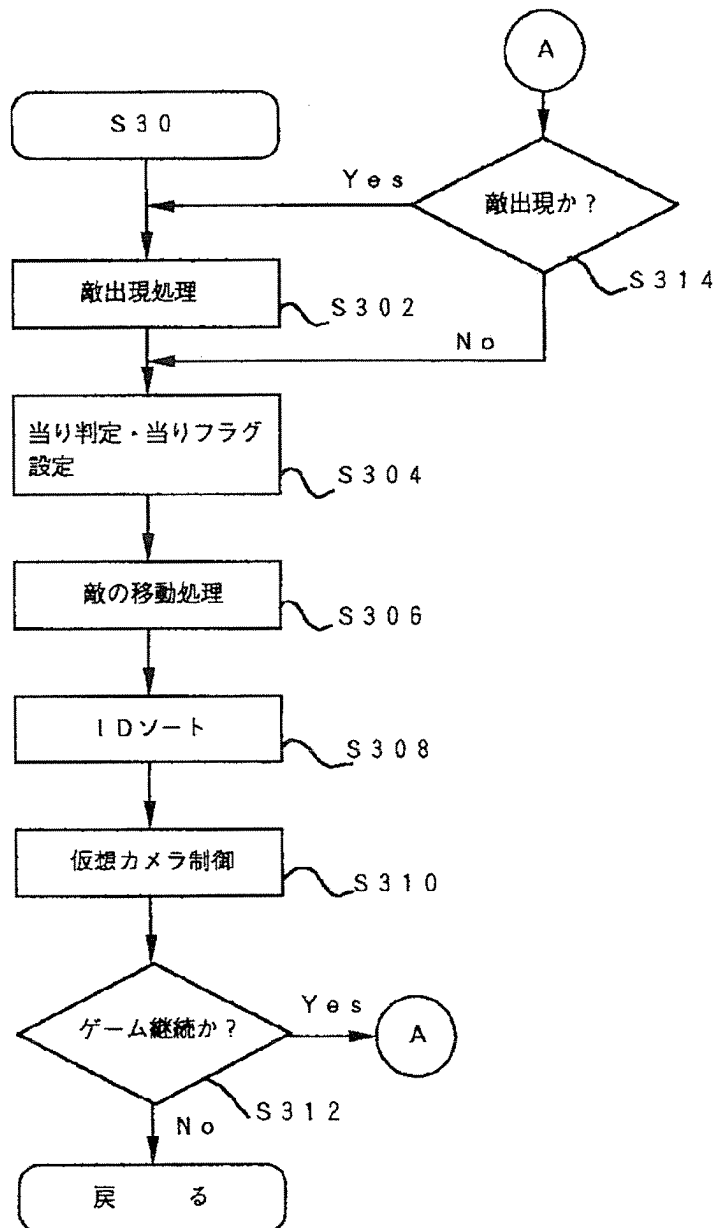 A
S30
Yes
敵出現か?
S314
敵出現処理
S302
No
当り判定・当りフラグ
設定
S304
敵の移動処理
S306
IDソート
S308
仮想カメラ制御
S310
ゲーム継続か?
Yes
A
S312
No
戻る